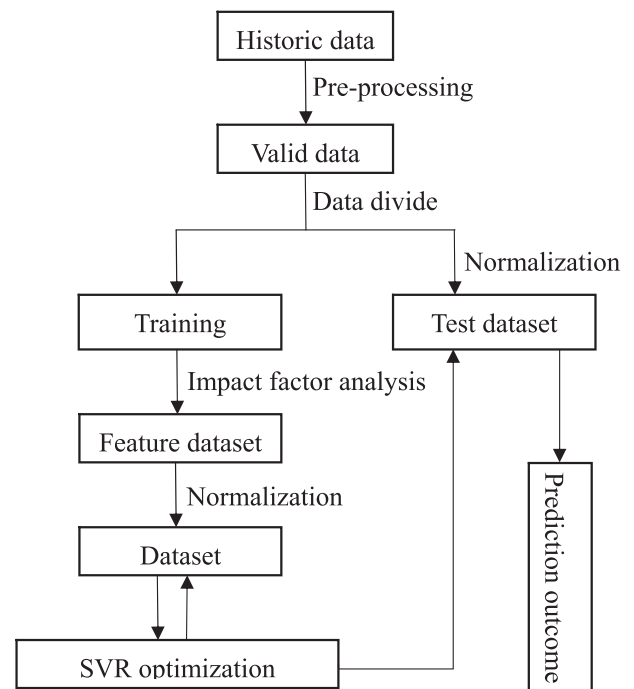 Historic data
Pre-processing
Valid data
Data divide
Normalization
Training
Test dataset
Impact factor analysis
Feature dataset
Normalization
Dataset
Prediction outcome
SVR optimization